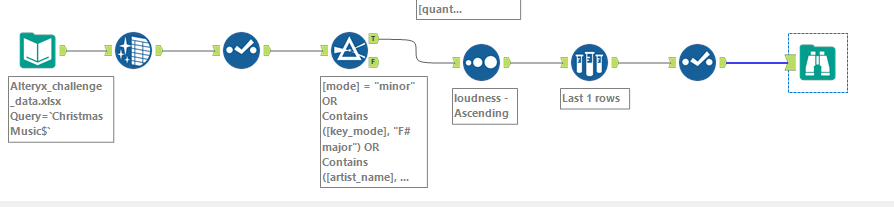 [quant...
T
F
Alteryx_challenge
_data.xlsx
Query=`Christmas
Music$`
[mode] = "minor"
OR
Contains
([key_mode], "F#
major") OR
Contains
([artist_name], ...
loudness -
Ascending
Last 1 rows